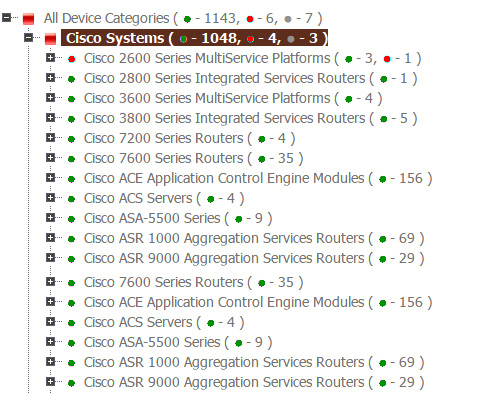 All Device Categories ( - 1143, - 6, - 7 )
Cisco Systems ( - 1048, - 4, - 3 )
Cisco 2600 Series MultiService Platforms ( - 3, - 1 )
Cisco 2800 Series Integrated Services Routers ( - 1 )
Cisco 3600 Series MultiService Platforms ( - 4 )
Cisco 3800 Series Integrated Services Routers ( - 5 )
Cisco 7200 Series Routers ( - 4 )
Cisco 7600 Series Routers ( - 35 )
Cisco ACE Application Control Engine Modules ( - 156 )
Cisco ACS Servers ( - 4 )
Cisco ASA-5500 Series ( - 9 )
Cisco ASR 1000 Aggregation Services Routers ( - 69 )
Cisco ASR 9000 Aggregation Services Routers ( - 29 )
Cisco 7600 Series Routers ( - 35 )
Cisco ACE Application Control Engine Modules ( - 156 )
Cisco ACS Servers ( - 4 )
Cisco ASA-5500 Series ( - 9 )
Cisco ASR 1000 Aggregation Services Routers ( - 69 )
Cisco ASR 9000 Aggregation Services Routers ( - 29 )